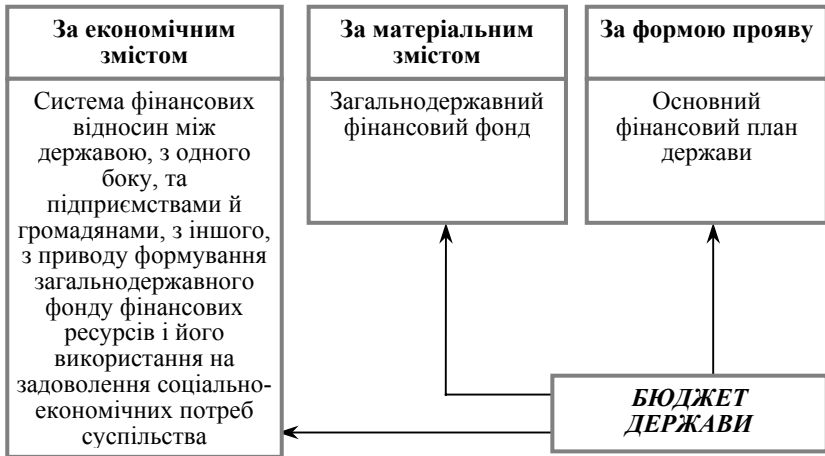 За економічним
змістом
Система фінансових
відносин між
державою, з одного
боку, та
підприємствами й
громадянами, з іншого,
з приводу формування
загальнодержавного
фонду фінансових
ресурсів і його
використання на
задоволення соціально-
економічних потреб
суспільства
За матеріальним
змістом
Загальнодержавний
фінансовий фонд
За формою прояву
Основний
фінансовий план
держави
БЮДЖЕТ
ДЕРЖАВИ